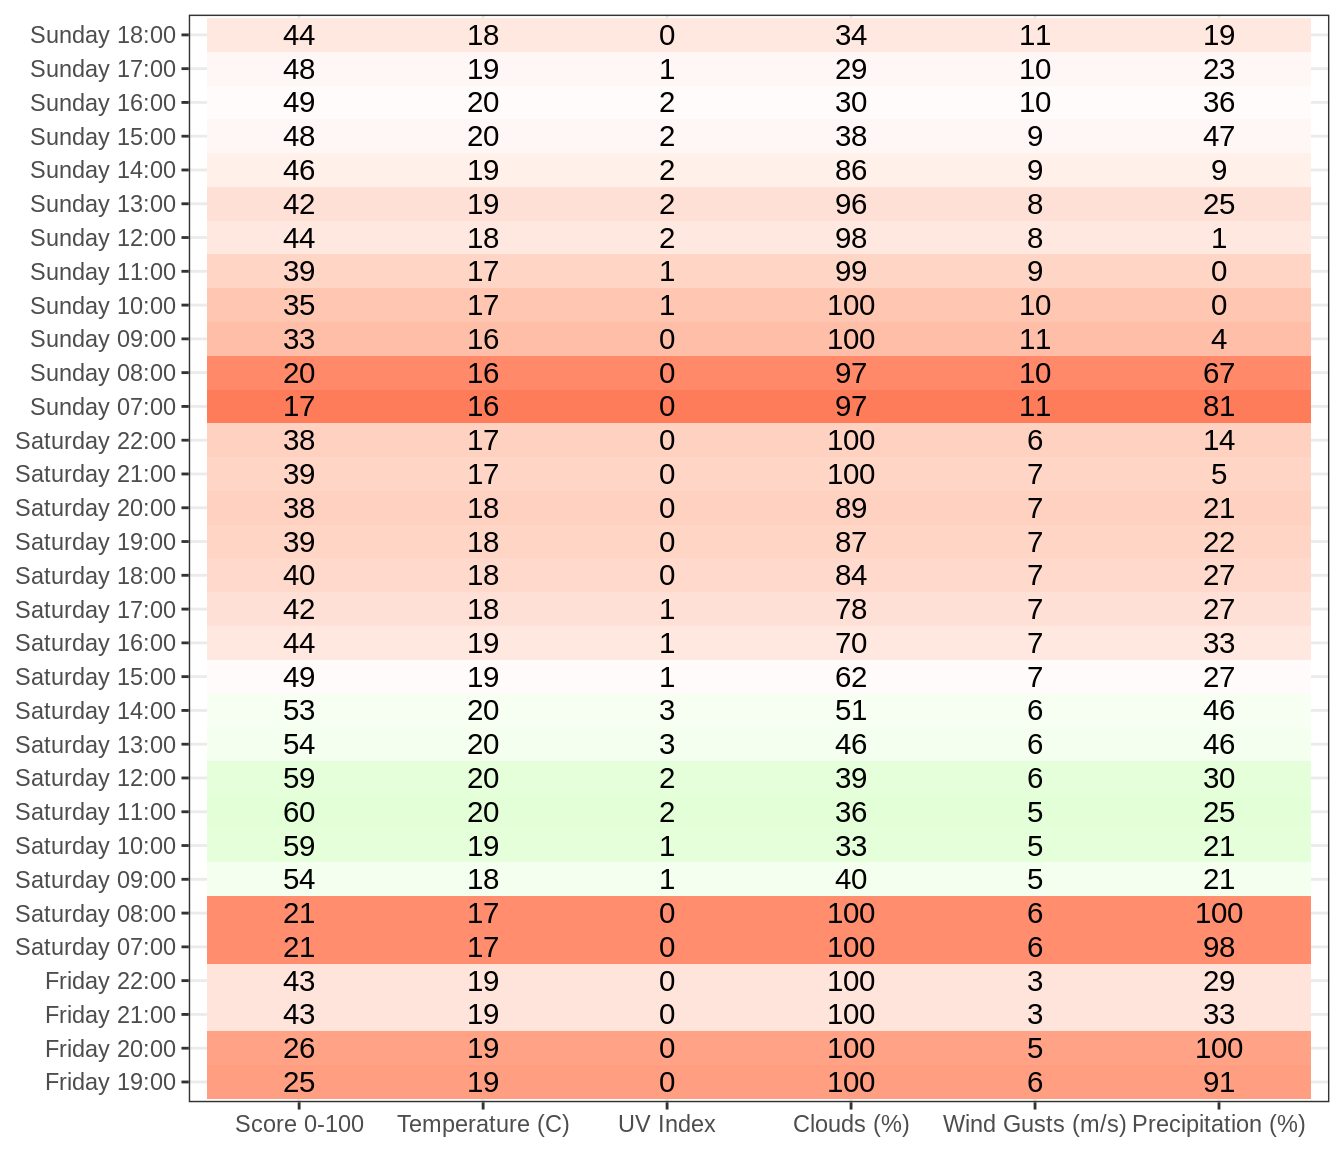 Sunday 18:00 44 18 0 34 11 19
Sunday 17:00 48 19 1 29 10 23
Sunday 16:00 49 20 2 30 10 36
Sunday 15:00 48 20 2 38 9 47
Sunday 14:00 46 19 2 86 9 9
Sunday 13:00 42 19 2 96 8 25
Sunday 12:00 44 18 2 98 8 1
Sunday 11:00 39 17 1 99 9 0
Sunday 10:00 35 17 1 100 10 0
Sunday 09:00 33 16 0 100 11 4
Sunday 08:00 20 16 0 97 10 67
Sunday 07:00 17 16 0 97 11 81
Saturday 22:00 38 17 0 100 6 14
Saturday 21:00 39 17 0 100 7 5
Saturday 20:00 38 18 0 89 7 21
Saturday 19:00 39 18 0 87 7 22
Saturday 18:00 40 18 0 84 7 27
Saturday 17:00 42 18 1 78 7 27
Saturday 16:00 44 19 1 70 7 33
Saturday 15:00 49 19 1 62 7 27
Saturday 14:00 53 20 3 51 6 46
Saturday 13:00 54 20 3 46 6 46
Saturday 12:00 59 20 2 39 6 30
Saturday 11:00 60 20 2 36 5 25
Saturday 10:00 59 19 1 33 5 21
Saturday 09:00 54 18 1 40 5 21
Saturday 08:00 21 17 0 100 6 100
Saturday 07:00 21 17 0 100 6 98
Friday 22:00 43 19 0 100 3 29
Friday 21:00 43 19 0 100 3 33
Friday 20:00 26 19 0 100 5 100
Friday 19:00 25 19 0 100 6 91
Score 0-100 Temperature (C) UV Index Clouds (%) Wind Gusts (m/s) Precipitation (%)